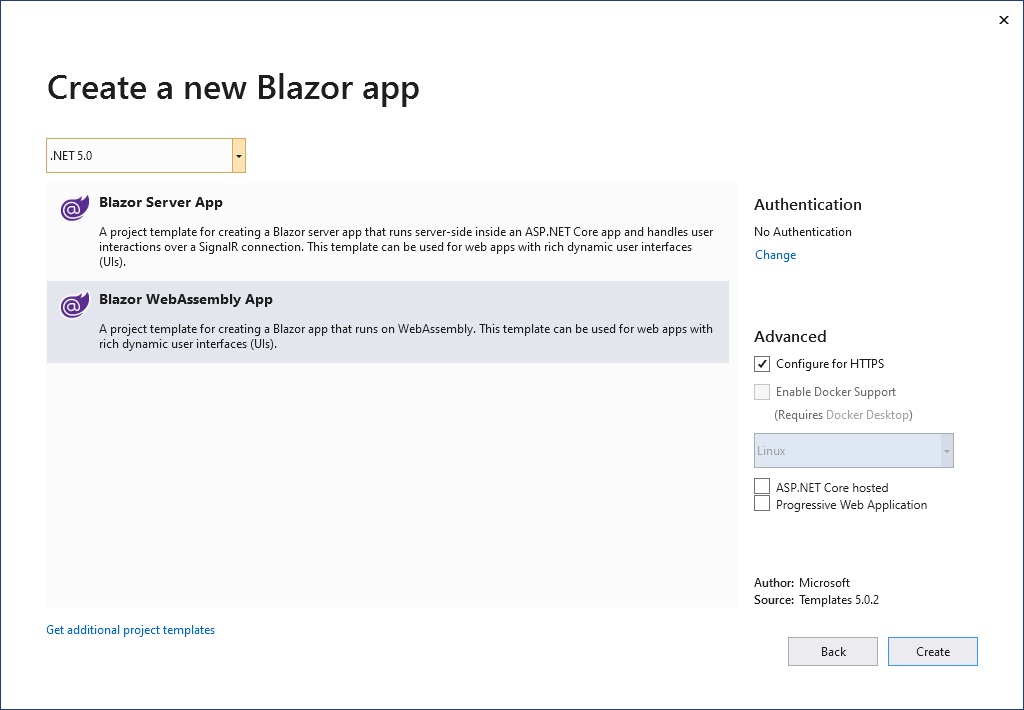 Create a new Blazor app
.NET 5.0
Blazor Server App
A project template for creating a Blazor server app that runs server-side inside an ASP.NET Core app and handles user
interactions over a SignalR connection. This template can be used for web apps with rich dynamic user interfaces
(UIs).
Blazor WebAssembly App
A project template for creating a Blazor app that runs on WebAssembly. This template can be used for web apps with
rich dynamic user interfaces (UIs).
Get additional project templates
Authentication
No Authentication
Change
Advanced
Configure for HTTPS
Enable Docker Support
(Requires Docker Desktop)
Linux
ASP.NET Core hosted
Progressive Web Application
Author: Microsoft
Source: Templates 5.0.2
Back
Create